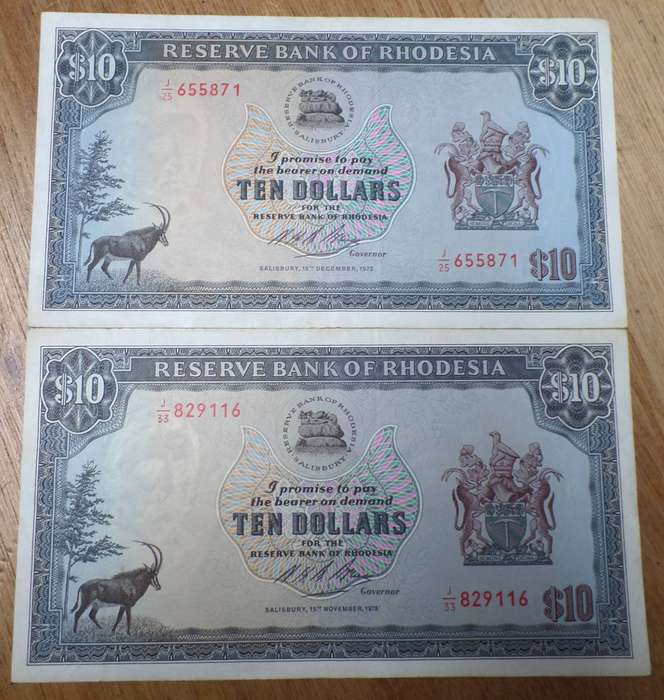 RESERVE BANK OF RHODESIA
$10
$10
J/25 655871
RESERVE BANK OF RHODESIA
SALISBURY
I promise to pay
the bearer on demand
TEN DOLLARS
FOR THE
RESERVE BANK OF RHODESIA
Governor
J/25 655871
$10
SALISBURY, 15TH DECEMBER,
RESERVE BANK OF RHODESIA
$10
$10
J/33 829116
RESERVE BANK OF RHODESIA
SALISBURY
I promise to pay
the bearer on demand
TEN DOLLARS
FOR THE
RESERVE BANK OF RHODESIA
Governor
J/33 829116
$10
SALISBURY, 15TH NOVEMBER,